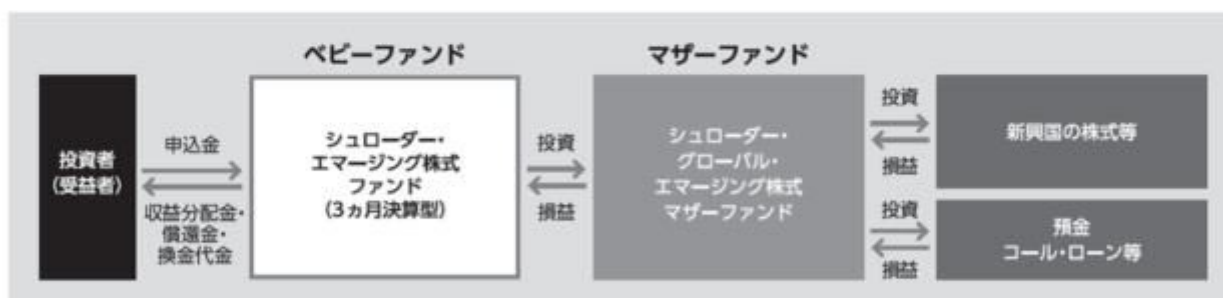 ベビーファンド
マザーファンド
投資者
(受益者)
申込金
収益分配金・
償還金・
換金代金
シュローダー・
エマージング株式
ファンド
(3ヵ月決算型)
投資
損益
シュローダー・
グローバル・
エマージング株式
マザーファンド
投資
損益
新興国の株式等
投資
損益
預金
コール・ローン等